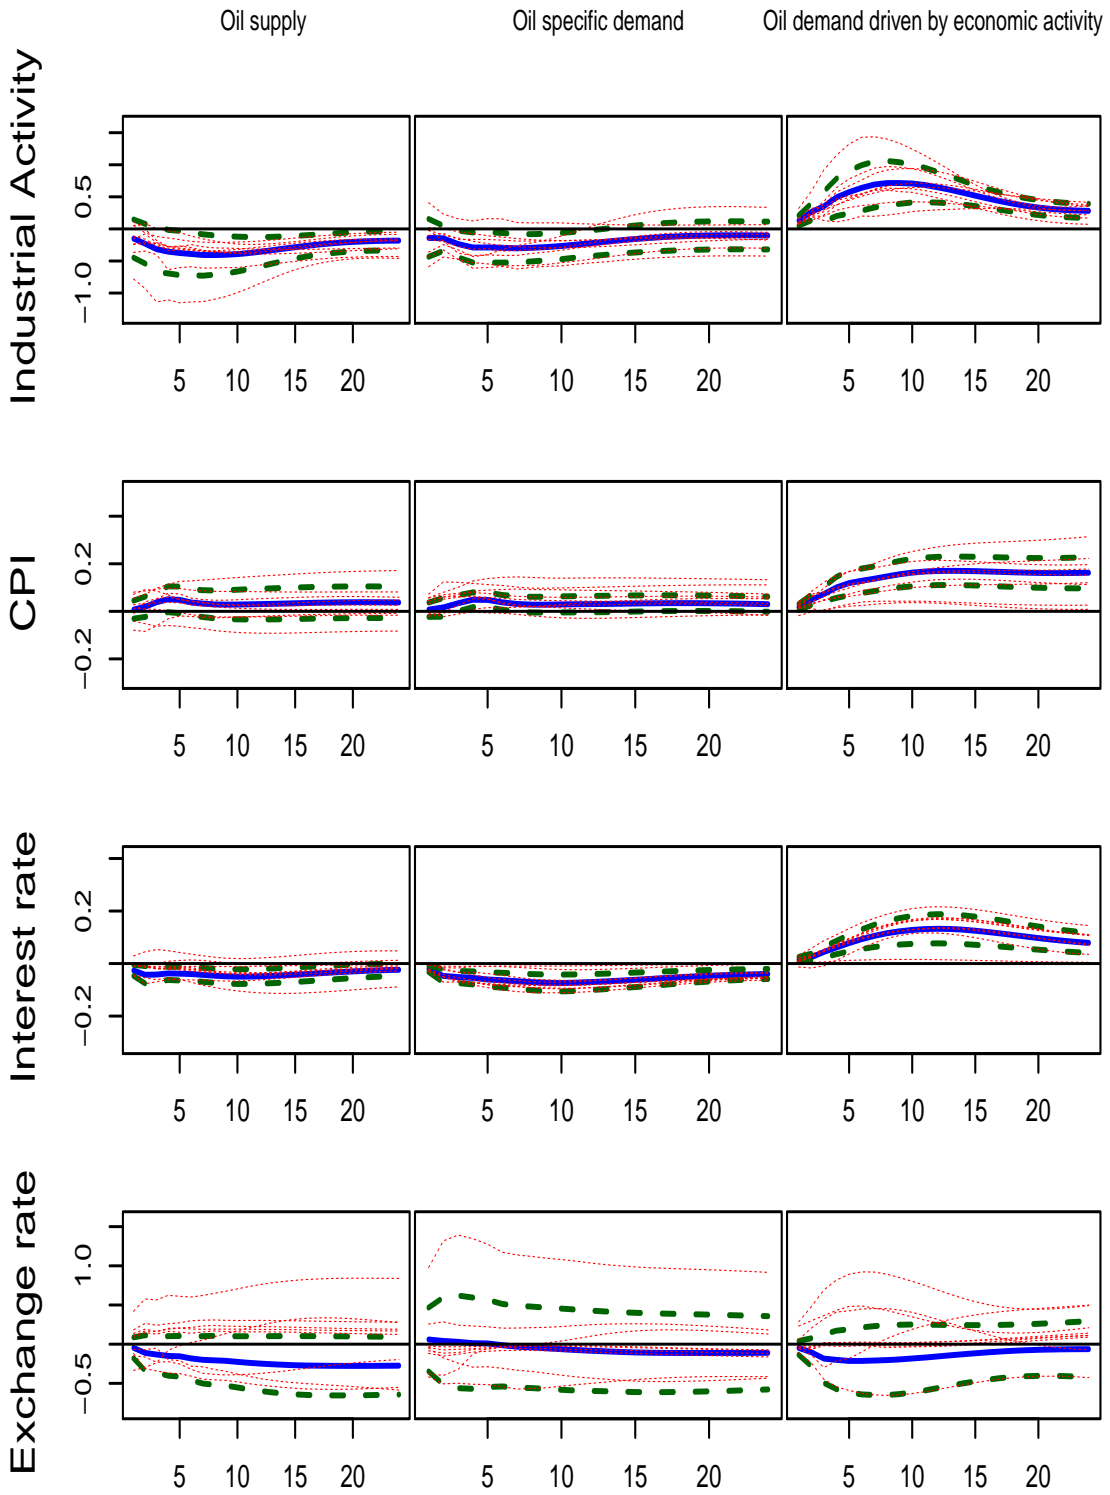 Oil supply Oil specific demand Oil demand driven by economic activity
Industrial Activity
0.5
−1.0
5 10 15 20 5 10 15 20 5 10 15 20
CPI
0.2
−0.2
5 10 15 20 5 10 15 20 5 10 15 20
Interest rate
0.2
−0.2
5 10 15 20 5 10 15 20 5 10 15 20
Exchange rate
1.0
−0.5
5 10 15 20 5 10 15 20 5 10 15 20